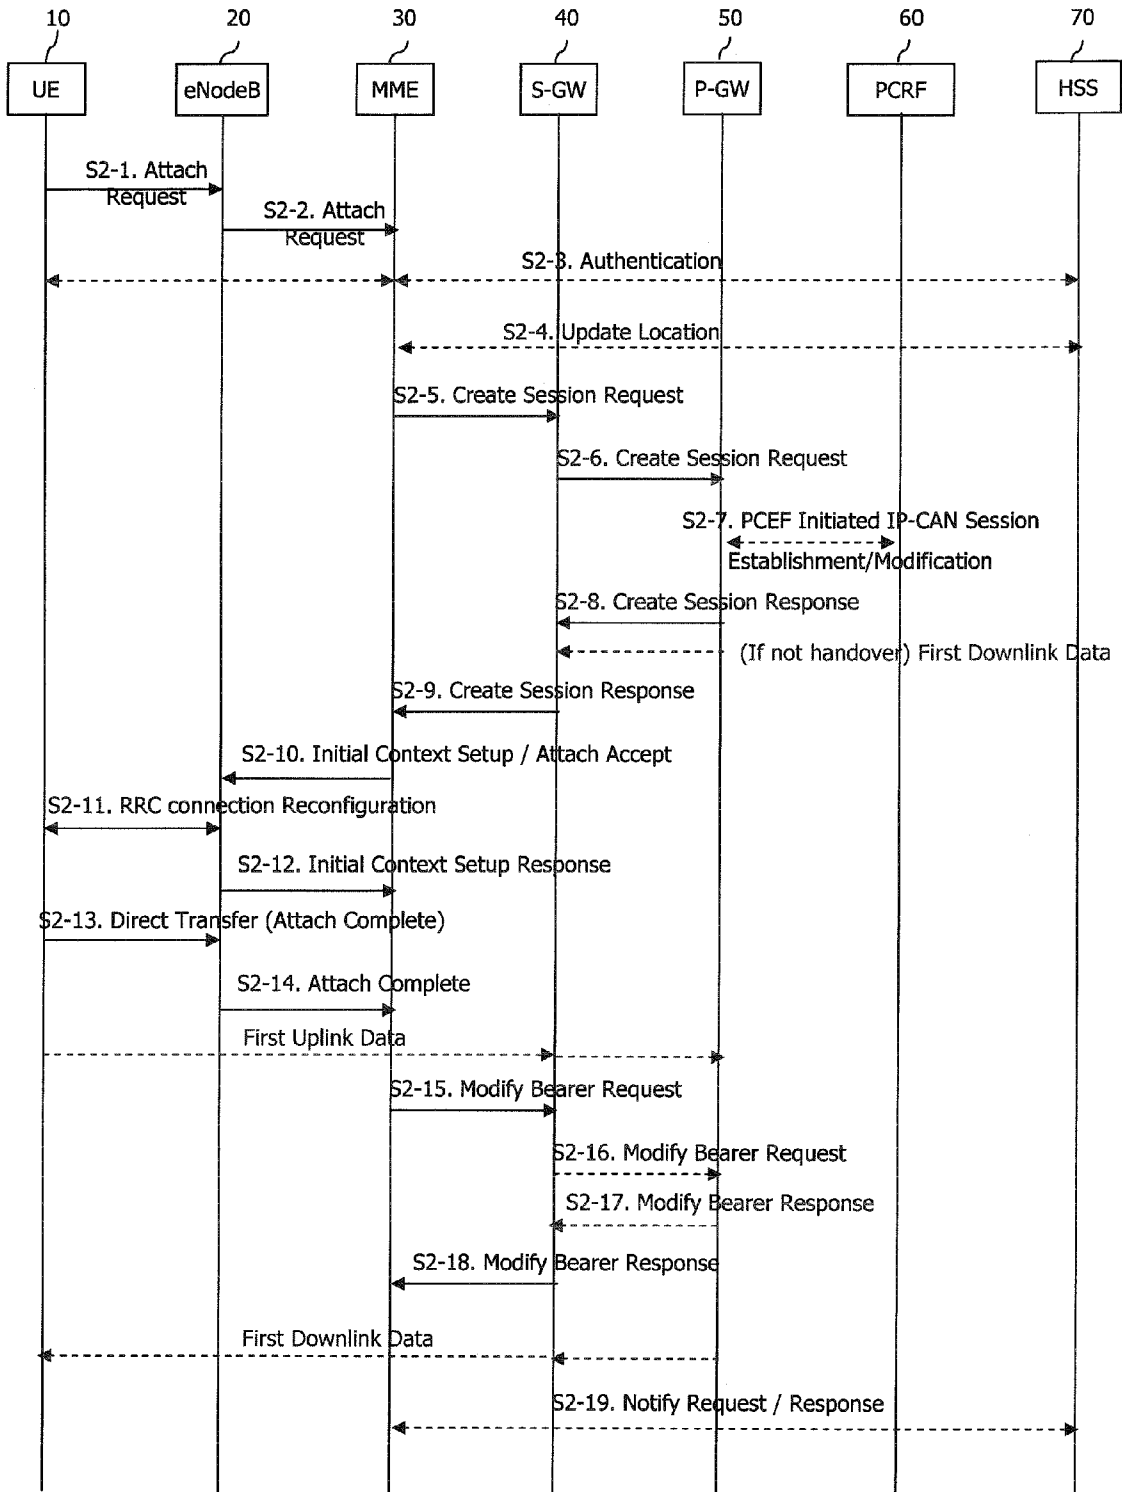 10 20 30 40 50 60 70
UE eNodeB MME S-GW P-GW PCRF HSS
S2-1. Attach
Request
S2-2. Attach
Request
S2-3. Authentication
S2-4. Update Location
S2-5. Create Session Request
S2-6. Create Session Request
S2-7. PCEF Initiated IP-CAN Session
Establishment/Modification
S2-8. Create Session Response
(If not handover) First Downlink Data
S2-9. Create Session Response
S2-10. Initial Context Setup / Attach Accept
S2-11. RRC connection Reconfiguration
S2-12. Initial Context Setup Response
S2-13. Direct Transfer (Attach Complete)
S2-14. Attach Complete
First Uplink Data
S2-15. Modify Bearer Request
S2-16. Modify Bearer Request
S2-17. Modify Bearer Response
S2-18. Modify Bearer Response
First Downlink Data
S2-19. Notify Request / Response